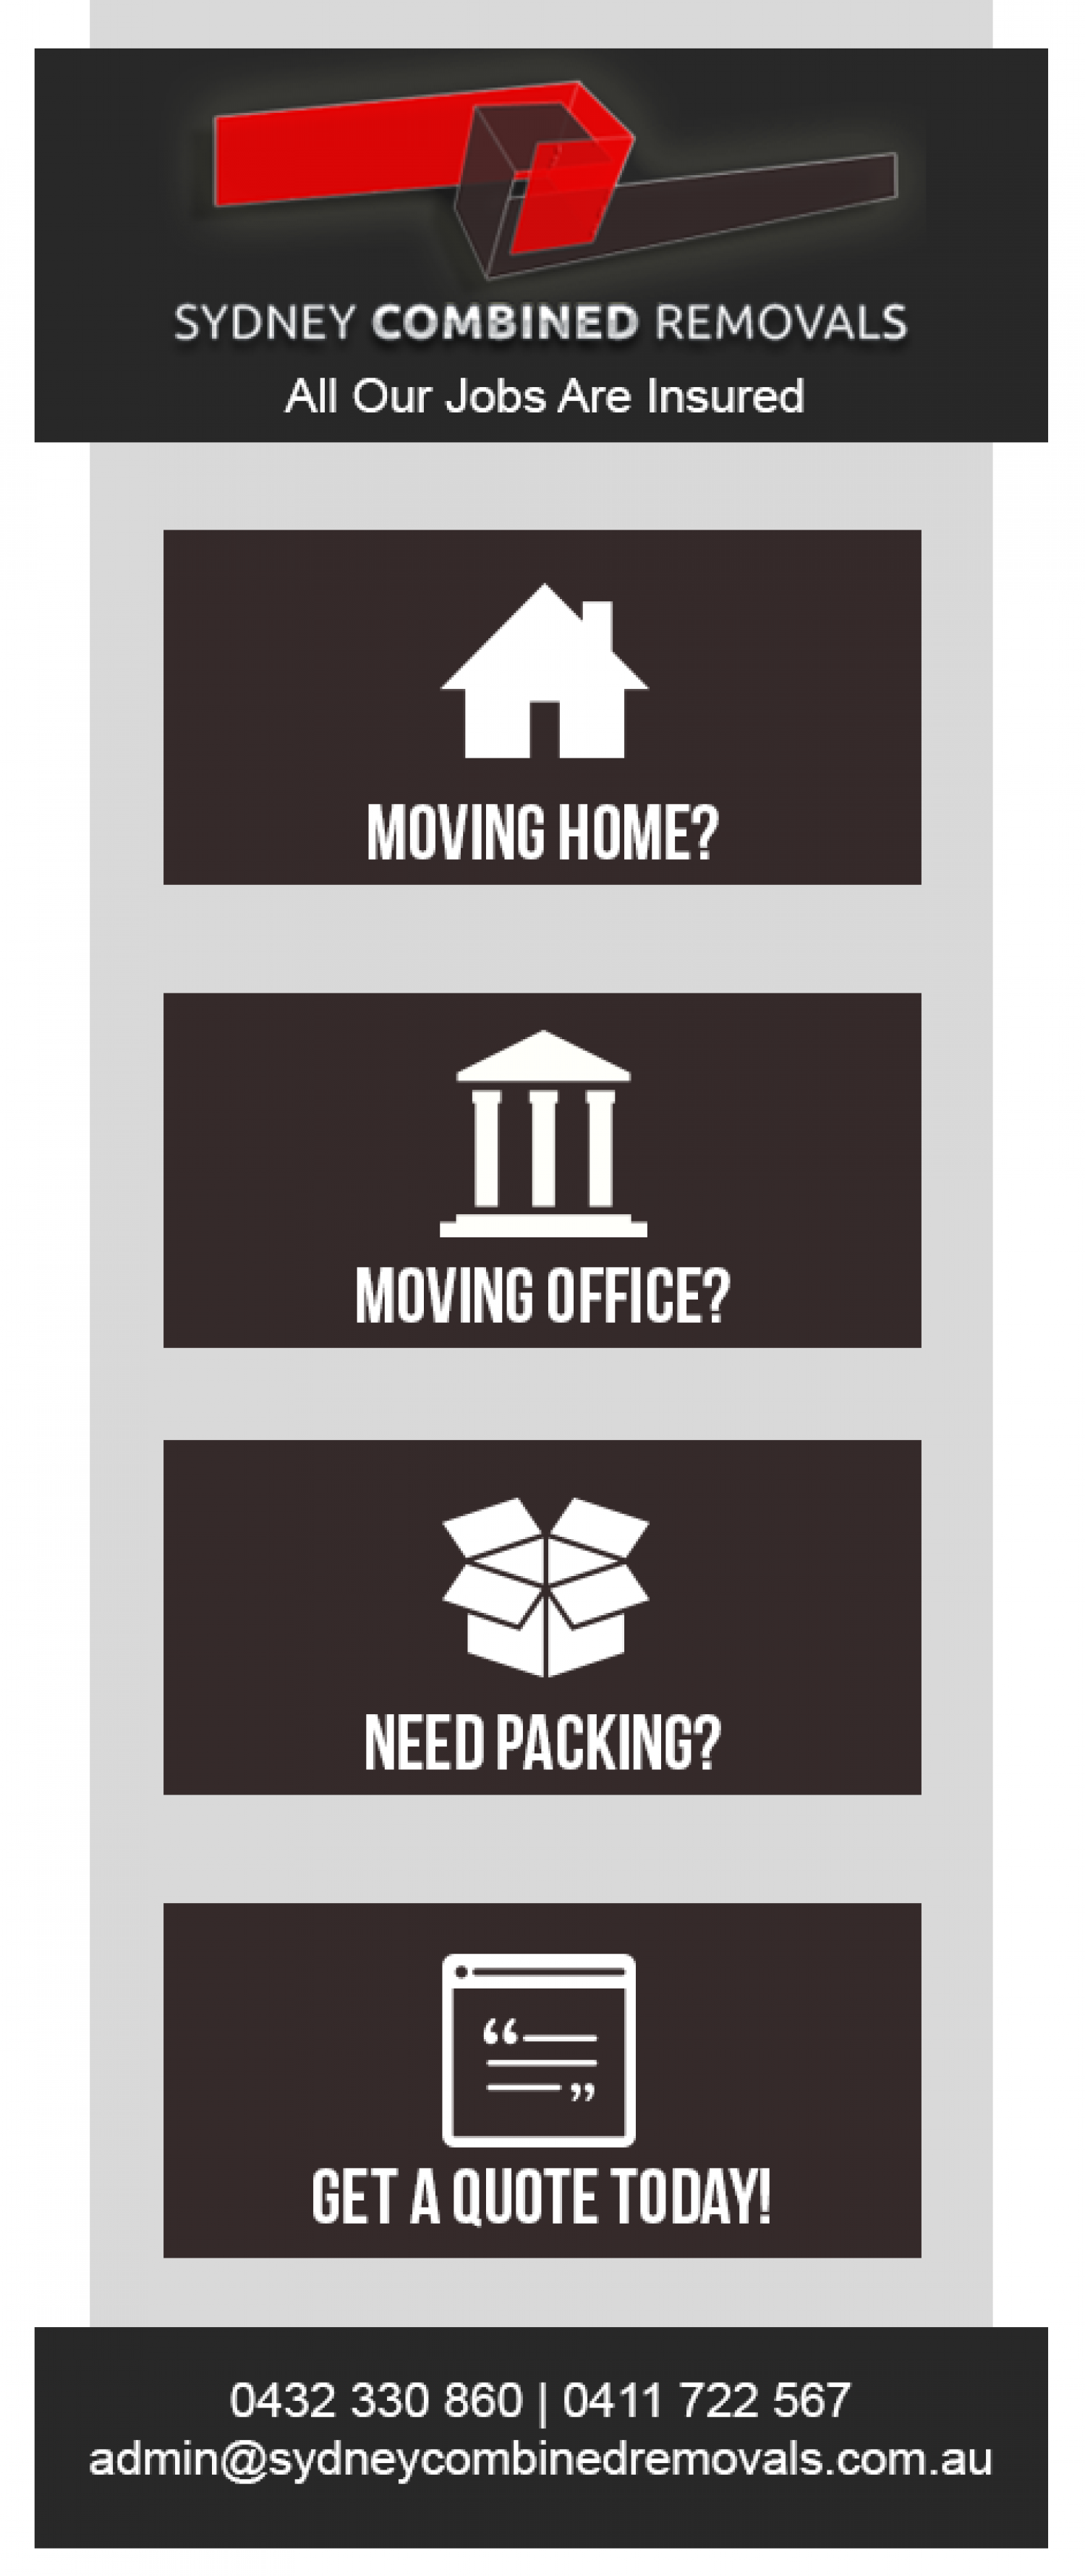 SYDNEY COMBINED REMOVALS
All Our Jobs Are Insured
MOVING HOME?
MOVING OFFICE?
NEED PACKING?
GET A QUOTE TODAY!
0432 330 860 | 0411 722 567
admin@sydneycombinedremovals.com.au